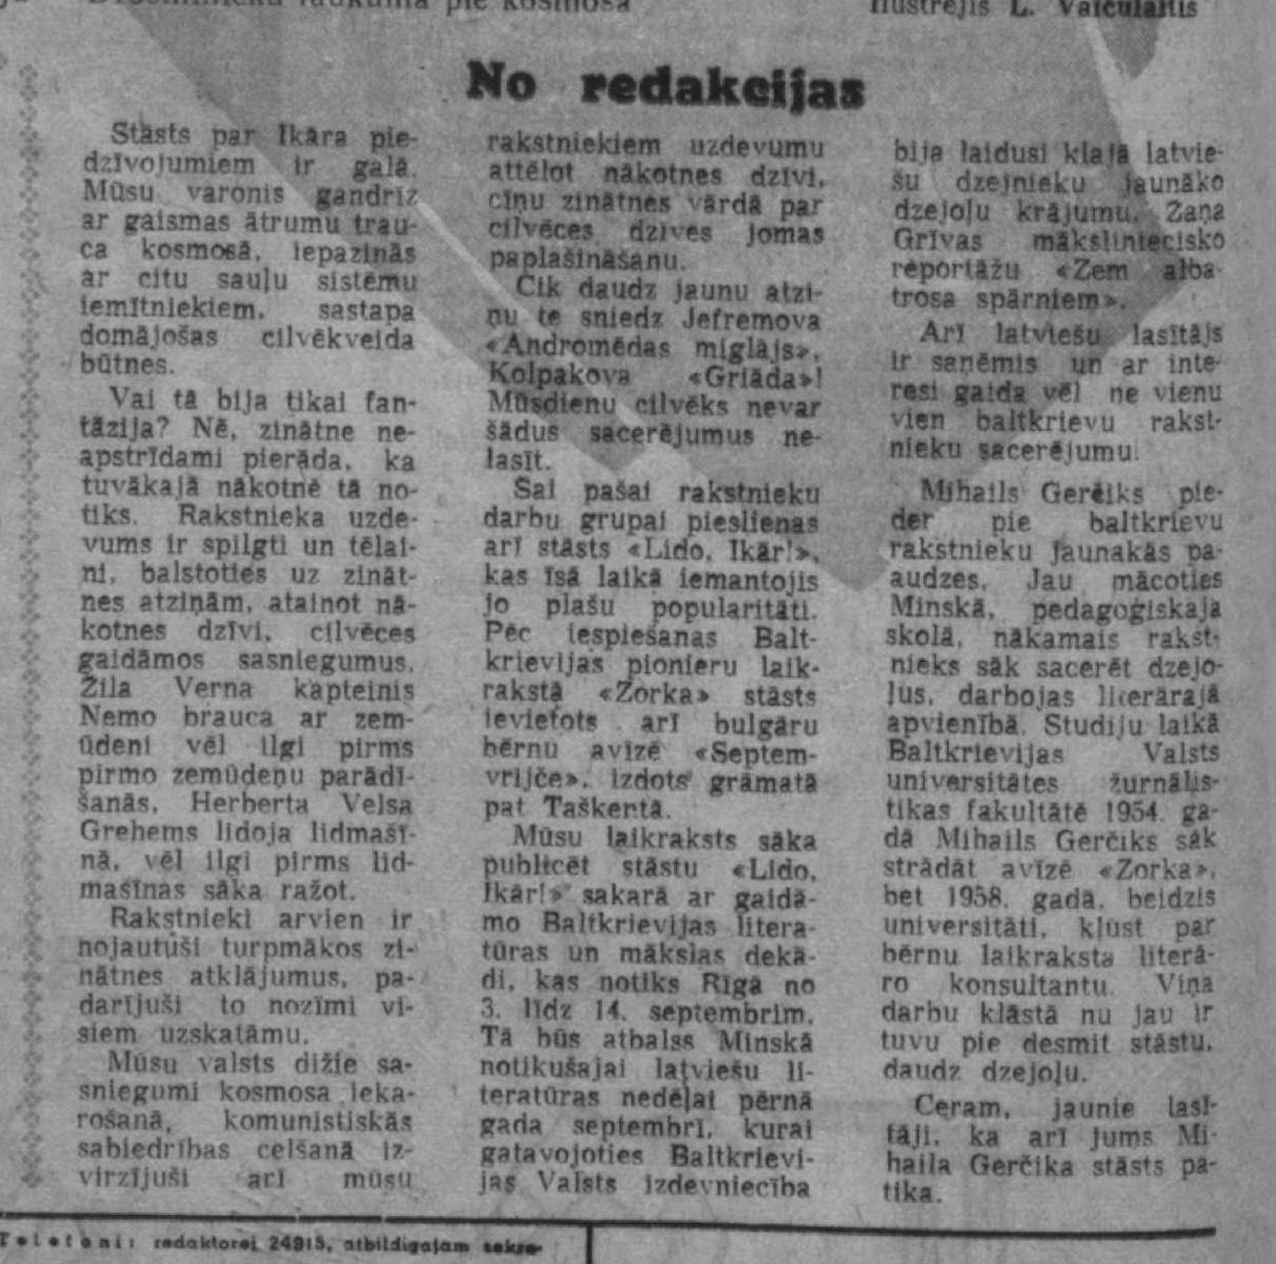 pie kosmosa
Ilustrējis L. Vaičulaitis
No redakcijas
Stāsts par Ikāra pie-
dzīvojumiem ir galā.
Mūsu varonis gandrīz
ar gaismas ātrumu trau-
ca kosmosā, iepazinās
ar citu sauļu sistēmu
iemītniekiem, sastapa
domājošas cilvēkveida
būtnes.
Vai tā bija tikai fan-
tāzija? Nē, zinātne ne-
apstrīdami pierāda, ka
tuvākajā nākotnē tā no-
tiks. Rakstnieka uzde-
vums ir spilgti un tēlai-
ni, balstoties uz zināt-
nes atziņām, atainot nā-
kotnes dzīvi, cilvēces
gaidāmos sasniegumus.
Žila Verna kapteinis
Nemo brauca ar zem-
ūdeni vēl ilgi pirms
pirmo zemūdeņu parādī-
šanās, Herberta Velsa
Grehems lidoja lidmašī-
nā, vēl ilgi pirms lid-
mašīnas sāka ražot.
Rakstnieki arvien ir
nojautuši turpmākos zi-
nātnes atklājumus, pa-
darījuši to nozīmi vi-
siem uzskatāmu.
Mūsu valsts dižie sa-
sniegumi kosmosa ieka-
rošanā, komunistiskās
sabiedrības celšanā iz-
virzījuši arī mūsu
rakstniekiem uzdevumu
attēlot nākotnes dzīvi,
cīņu zinātnes vārdā par
cilvēces dzīves jomas
paplašināšanu.
Cik daudz jaunu atzi-
ņu te sniedz Jefremova
«Andromēdas miglājs»,
Kolpakova «Griāda»!
Mūsdienu cilvēks nevar
šādus sacerējumus ne-
lasīt.
Šai pašai rakstnieku
darbu grupai pieslienas
arī stāsts «Lido, Ikār!»,
kas īsā laikā iemantojis
jo plašu popularitāti.
Pēc iespiešanas Balt-
krievijas pionieru laik-
rakstā «Zorka» stāsts
ievietots arī bulgāru
bērnu avīzē «Septem-
vrijče», izdots grāmatā
pat Taškentā.
Mūsu laikraksts sāka
publicēt stāstu «Lido,
Ikār!» sakarā ar gaidā-
mo Baltkrievijas litera-
tūras un mākslas dekā-
di, kas notiks Rīgā no
3. līdz 14. septembrim.
Tā būs atbalss Minskā
notikušajai latviešu li-
teratūras nedēļai pērnā
gada septembrī, kurai
gatavojoties Baltkrievi-
jas Valsts izdevniecība
bija laidusi klajā latvie-
šu dzejnieku jaunāko
dzejoļu krājumu, Žaņa
Grīvas māksliniecisko
reportāžu «Zem alba-
trosa spārniem».
Arī latviešu lasītājs
ir saņēmis un ar inte-
resi gaida vēl ne vienu
vien baltkrievu rakst-
nieku sacerējumu.
Mihails Gerčiks pie-
der pie baltkrievu
rakstnieku jaunākās pa-
audzes. Jau mācoties
Minskā, pedagoģiskajā
skolā, nākamais rakst-
nieks sāk sacerēt dzejo-
ļus, darbojas literārajā
apvienībā. Studiju laikā
Baltkrievijas Valsts
universitātes žurnālis-
tikas fakultātē 1954. ga-
dā Mihails Gerčiks sāk
strādāt avīzē «Zorka»,
bet 1958. gadā, beidzis
universitāti, kļūst par
bērnu laikraksta literā-
ro konsultantu. Viņa
darbu klāstā nu jau ir
tuvu pie desmit stāstu,
daudz dzejoļu.
Ceram, jaunie lasī-
tāji, ka arī jums Mi-
haila Gerčika stāsts pa-
tika.
Telefoni: redaktorei 24915, atbildīgajam sekre-